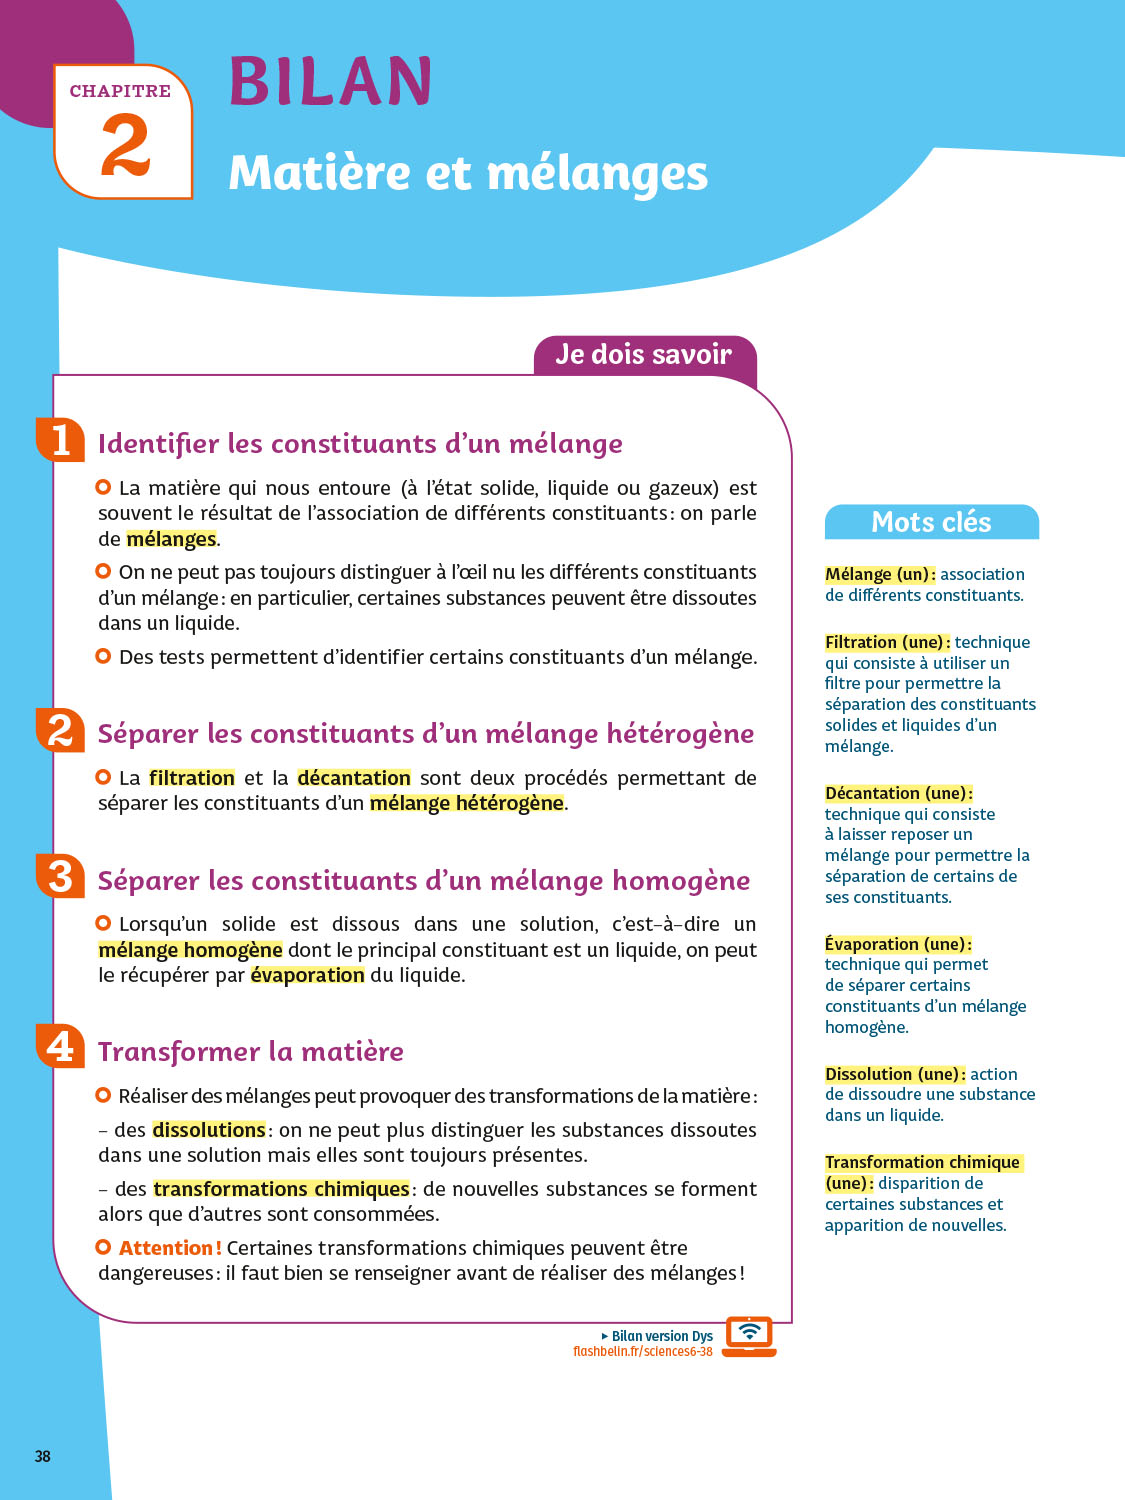 CHAPITRE
2
BILAN
Matière et mélanges
Je dois savoir
1 Identifier les constituants d’un mélange
La matière qui nous entoure (à l’état solide, liquide ou gazeux) est
souvent le résultat de l’association de différents constituants : on parle
de mélanges.
On ne peut pas toujours distinguer à l’œil nu les différents constituants
d’un mélange : en particulier, certaines substances peuvent être dissoutes
dans un liquide.
Des tests permettent d’identifier certains constituants d’un mélange.
2 Séparer les constituants d’un mélange hétérogène
La filtration et la décantation sont deux procédés permettant de
séparer les constituants d’un mélange hétérogène.
3 Séparer les constituants d’un mélange homogène
Lorsqu’un solide est dissous dans une solution, c’est-à-dire un
mélange homogène dont le principal constituant est un liquide, on peut
le récupérer par évaporation du liquide.
4 Transformer la matière
Réaliser des mélanges peut provoquer des transformations de la matière :
– des dissolutions : on ne peut plus distinguer les substances dissoutes
dans une solution mais elles sont toujours présentes.
– des transformations chimiques : de nouvelles substances se forment
alors que d’autres sont consommées.
Attention ! Certaines transformations chimiques peuvent être
dangereuses : il faut bien se renseigner avant de réaliser des mélanges !
▸ Bilan version Dys
flashbelin.fr/sciences6-38
Mots clés
Mélange (un) : association
de différents constituants.
Filtration (une) : technique
qui consiste à utiliser un
filtre pour permettre la
séparation des constituants
solides et liquides d’un
mélange.
Décantation (une) :
technique qui consiste
à laisser reposer un
mélange pour permettre la
séparation de certains de
ses constituants.
Évaporation (une) :
technique qui permet
de séparer certains
constituants d’un mélange
homogène.
Dissolution (une) : action
de dissoudre une substance
dans un liquide.
Transformation chimique
(une) : disparition de
certaines substances et
apparition de nouvelles.
38